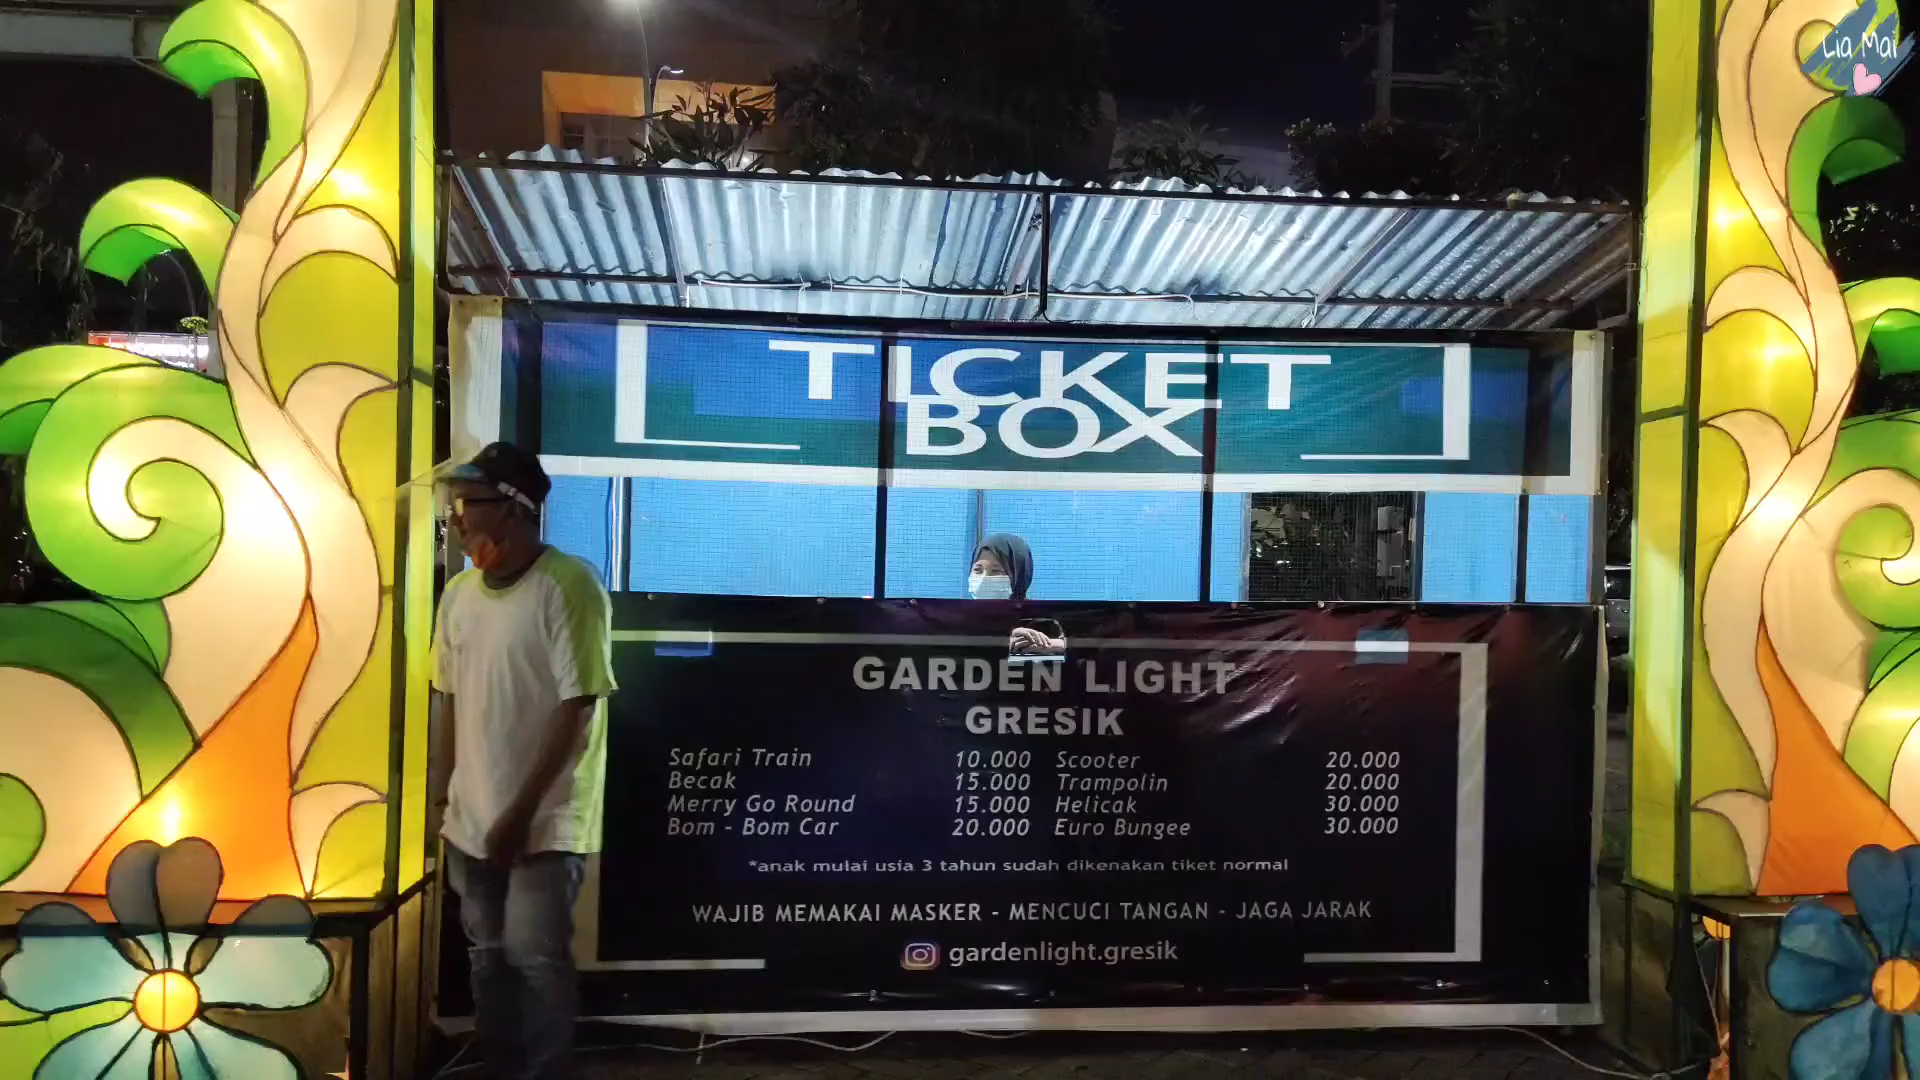 Lia Mai
TICKET
BOX
GARDEN LIGHT
GRESIK
Safari Train 10.000 Scooter 20.000
Becak 15.000 Trampolin 20.000
Merry Go Round 15.000 Helicak 30.000
Bom - Bom Car 20.000 Euro Bungee 30.000
*anak mulai usia 3 tahun sudah dikenakan tiket normal
WAJIB MEMAKAI MASKER - MENCUCI TANGAN - JAGA JARAK
gardenlight.gresik